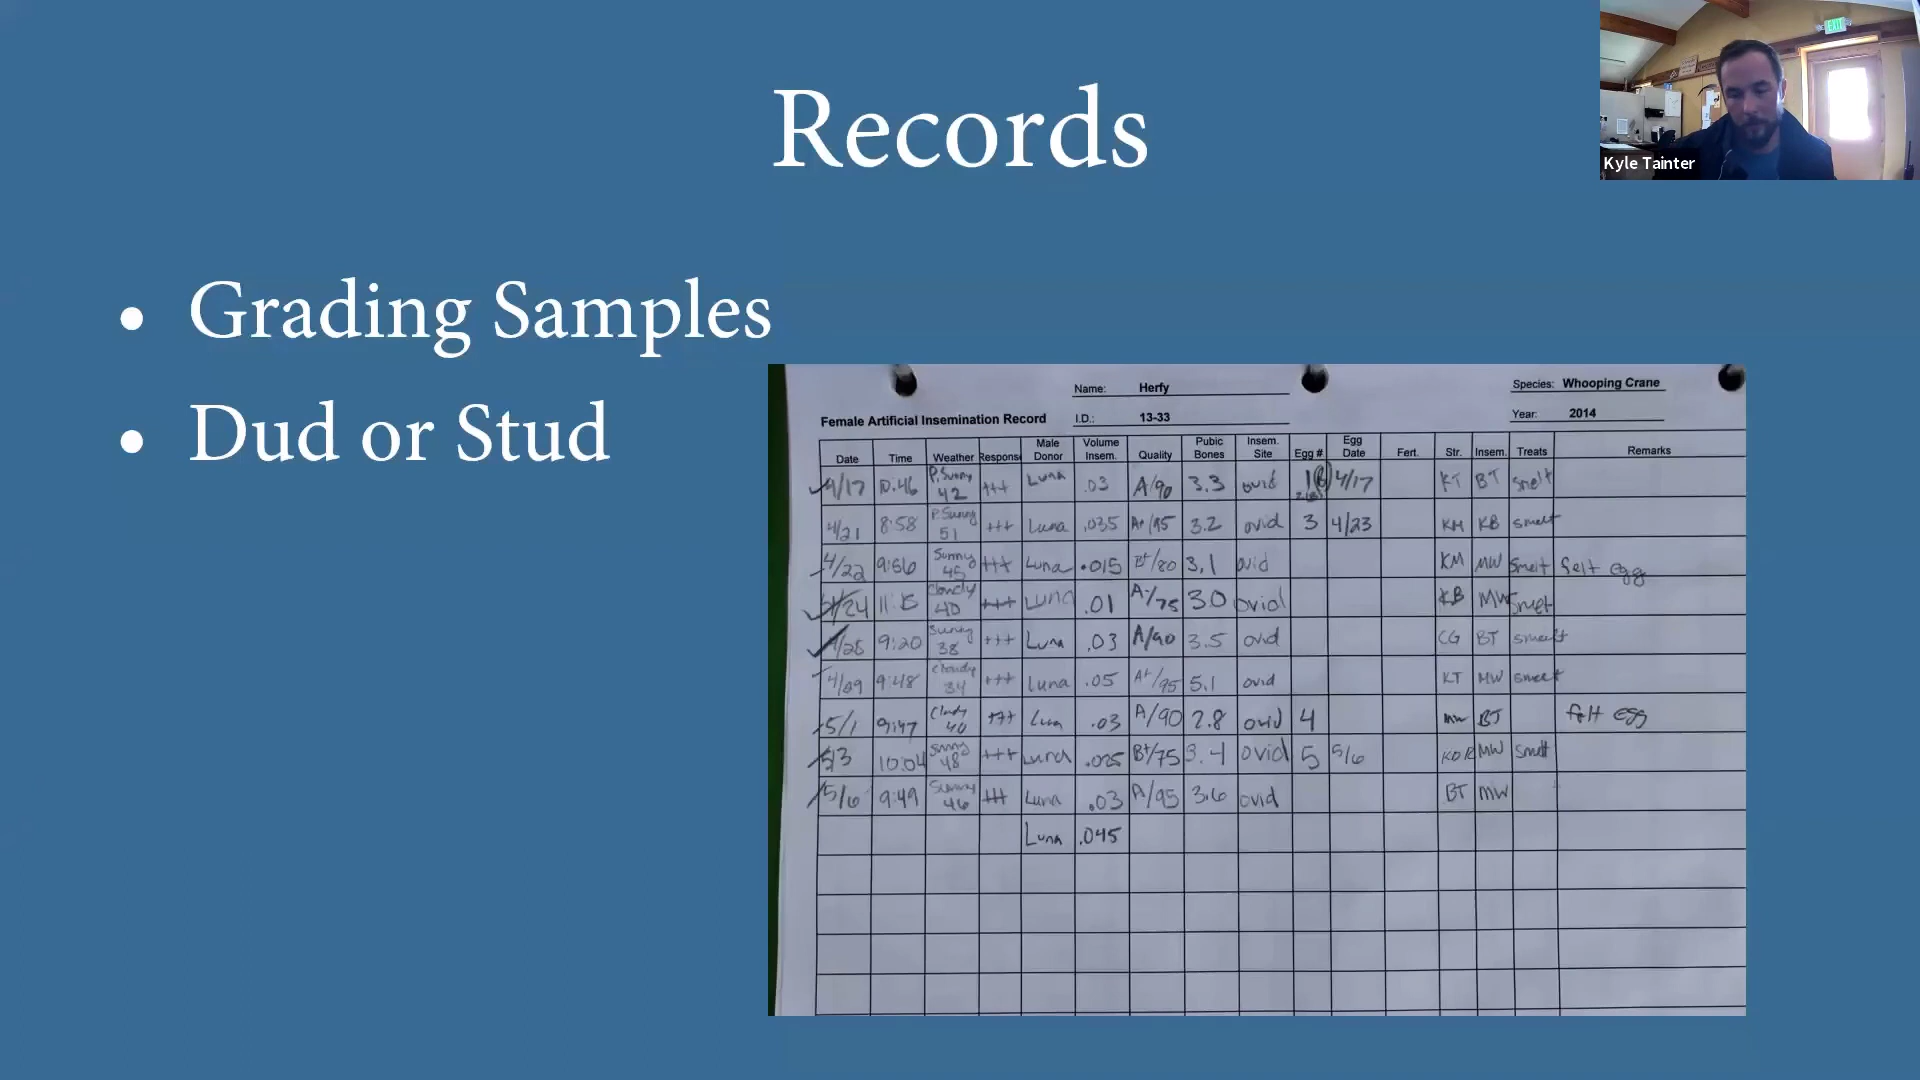 Records
Kyle Tainter
• Grading Samples
• Dud or Stud
Name: Herfy
Species: Whooping Crane
Female Artificial Insemination Record
I.D.: 13-33
Year: 2014
Date Time Weather Response Male Donor Volume Insem. Quality Pubic Bones Insem. Site Egg # Egg Date Fert. Str. Insem. Treats Remarks
4/17 10:46 P. Sunny 42 +++ Luna .03 A/90 3.3 ovid 1 4/17 KT BT smelt
4/21 8:58 P. Sunny 51 +++ Luna .035 A+/95 3.2 ovid 3 4/23 KM KB smelt
4/22 9:56 Sunny 45 +++ Luna .015 B+/80 3.1 ovid KM MW smelt felt egg
4/24 Cloudy 40 +++ Luna .01 A-/75 3.0 ovid KB MW smelt
9:20 Sunny 38 +++ Luna .03 A/90 3.5 ovid CG BT smelt
4/29 9:48 Cloudy 34 +++ Luna .05 A+/95 5.1 ovid KT MW smelt
5/1 9:47 Cloudy 40 +++ Luna .03 A/90 2.8 ovid 4 MW BT felt egg
5/3 10:04 Sunny 48 +++ Luna .025 B+/75 3.4 ovid 5 5/6 MW smelt
5/6 9:49 Sunny 46 +++ Luna .03 A/95 3.6 ovid BT MW
Luna .045